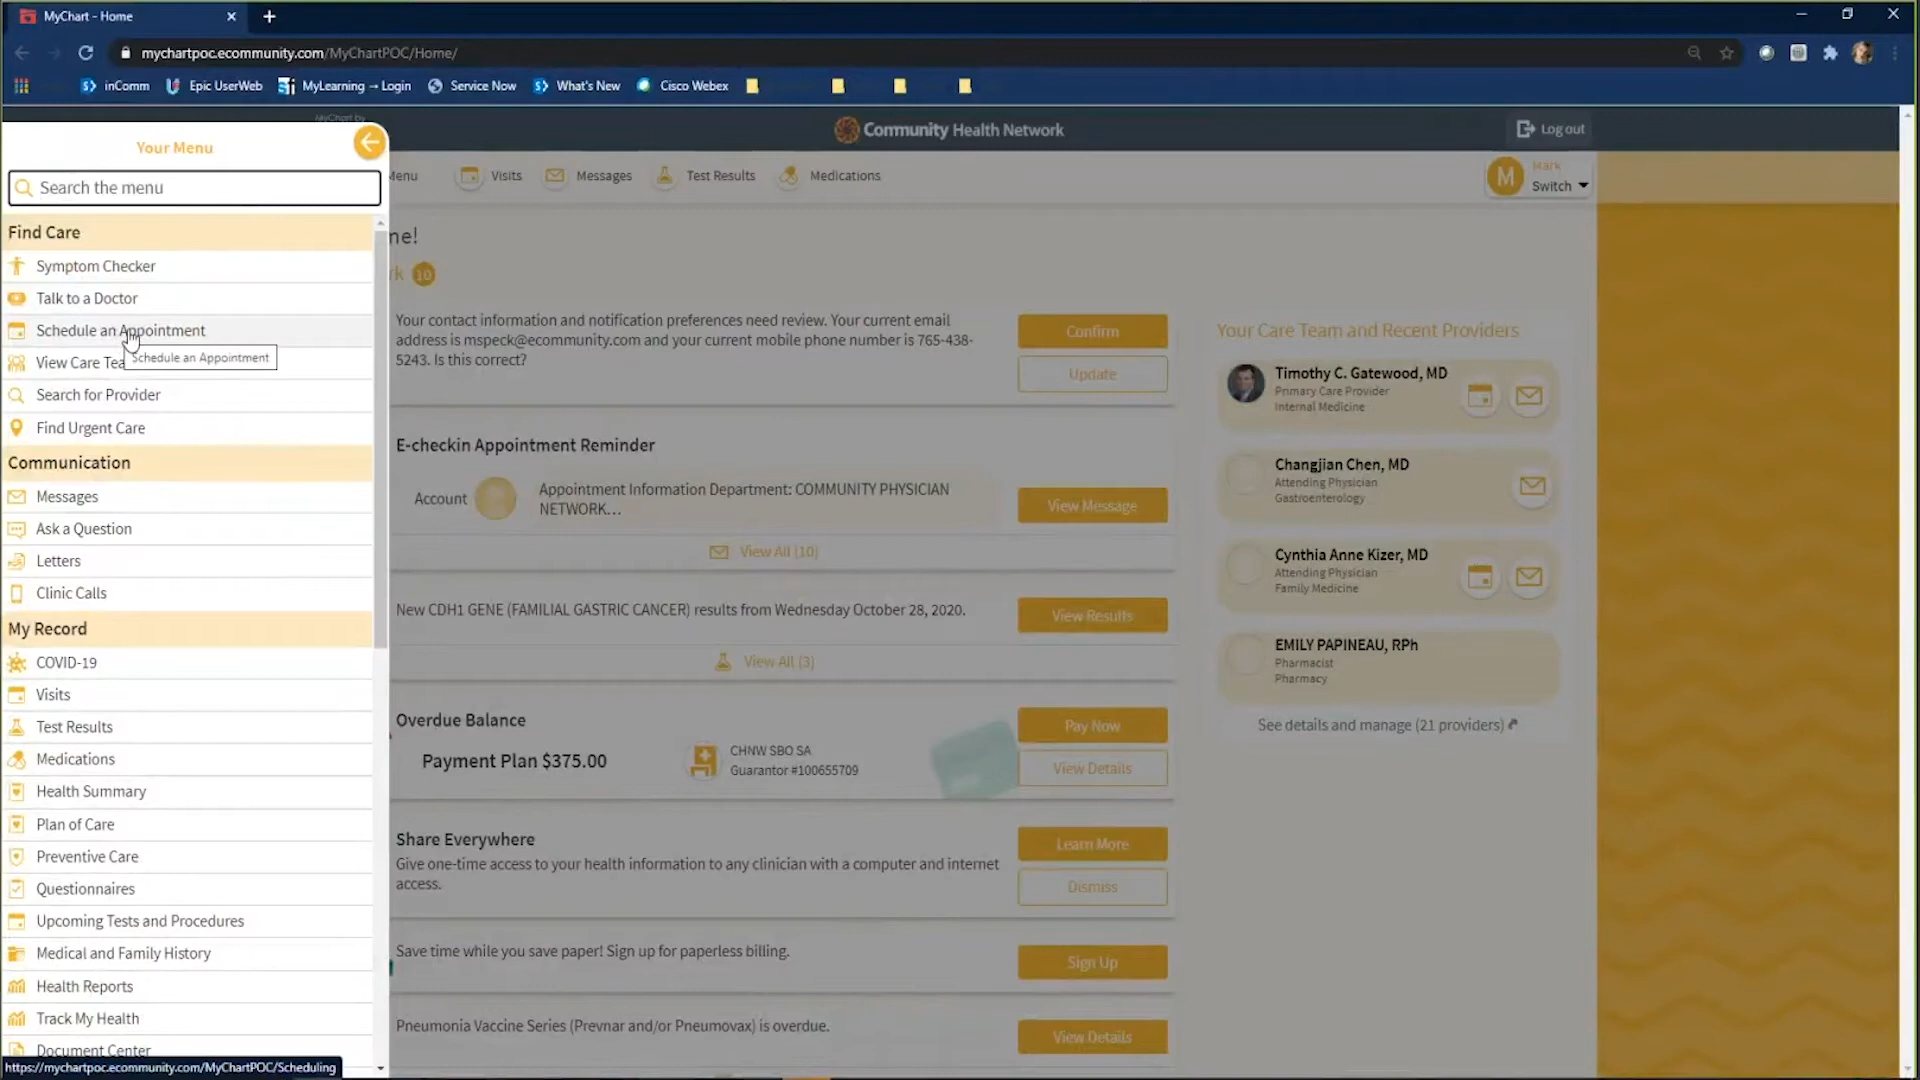 MyChart - Home
mychartpoc.ecommunity.com/MyChartPOC/Home/
inComm
Epic UserWeb
MyLearning → Login
Service Now
What's New
Cisco Webex
MyChart by
Community Health Network
Log out
Your Menu
Search the menu
Find Care
Symptom Checker
Talk to a Doctor
Schedule an Appointment
View Care Tea
Schedule an Appointment
Search for Provider
Find Urgent Care
Communication
Messages
Ask a Question
Letters
Clinic Calls
My Record
COVID-19
Visits
Test Results
Medications
Health Summary
Plan of Care
Preventive Care
Questionnaires
Upcoming Tests and Procedures
Medical and Family History
Health Reports
Track My Health
Document Center
https://mychartpoc.ecommunity.com/MyChartPOC/Scheduling
Menu
Visits
Messages
Test Results
Medications
M
Mark
Switch
me!
rk 10
Your contact information and notification preferences need review. Your current email
address is mspeck@ecommunity.com and your current mobile phone number is 765-438-
5243. Is this correct?
Confirm
Update
E-checkin Appointment Reminder
Account
Appointment Information Department: COMMUNITY PHYSICIAN
NETWORK…
View Message
View All (10)
New CDH1 GENE (FAMILIAL GASTRIC CANCER) results from Wednesday October 28, 2020.
View Results
View All (3)
Overdue Balance
Payment Plan $375.00
CHNW SBO SA
Guarantor #100655709
Pay Now
View Details
Share Everywhere
Give one-time access to your health information to any clinician with a computer and internet
access.
Learn More
Dismiss
Save time while you save paper! Sign up for paperless billing.
Sign Up
Pneumonia Vaccine Series (Prevnar and/or Pneumovax) is overdue.
View Details
Your Care Team and Recent Providers
Timothy C. Gatewood, MD
Primary Care Provider
Internal Medicine
Changjian Chen, MD
Attending Physician
Gastroenterology
Cynthia Anne Kizer, MD
Attending Physician
Family Medicine
EMILY PAPINEAU, RPh
Pharmacist
Pharmacy
See details and manage (21 providers)